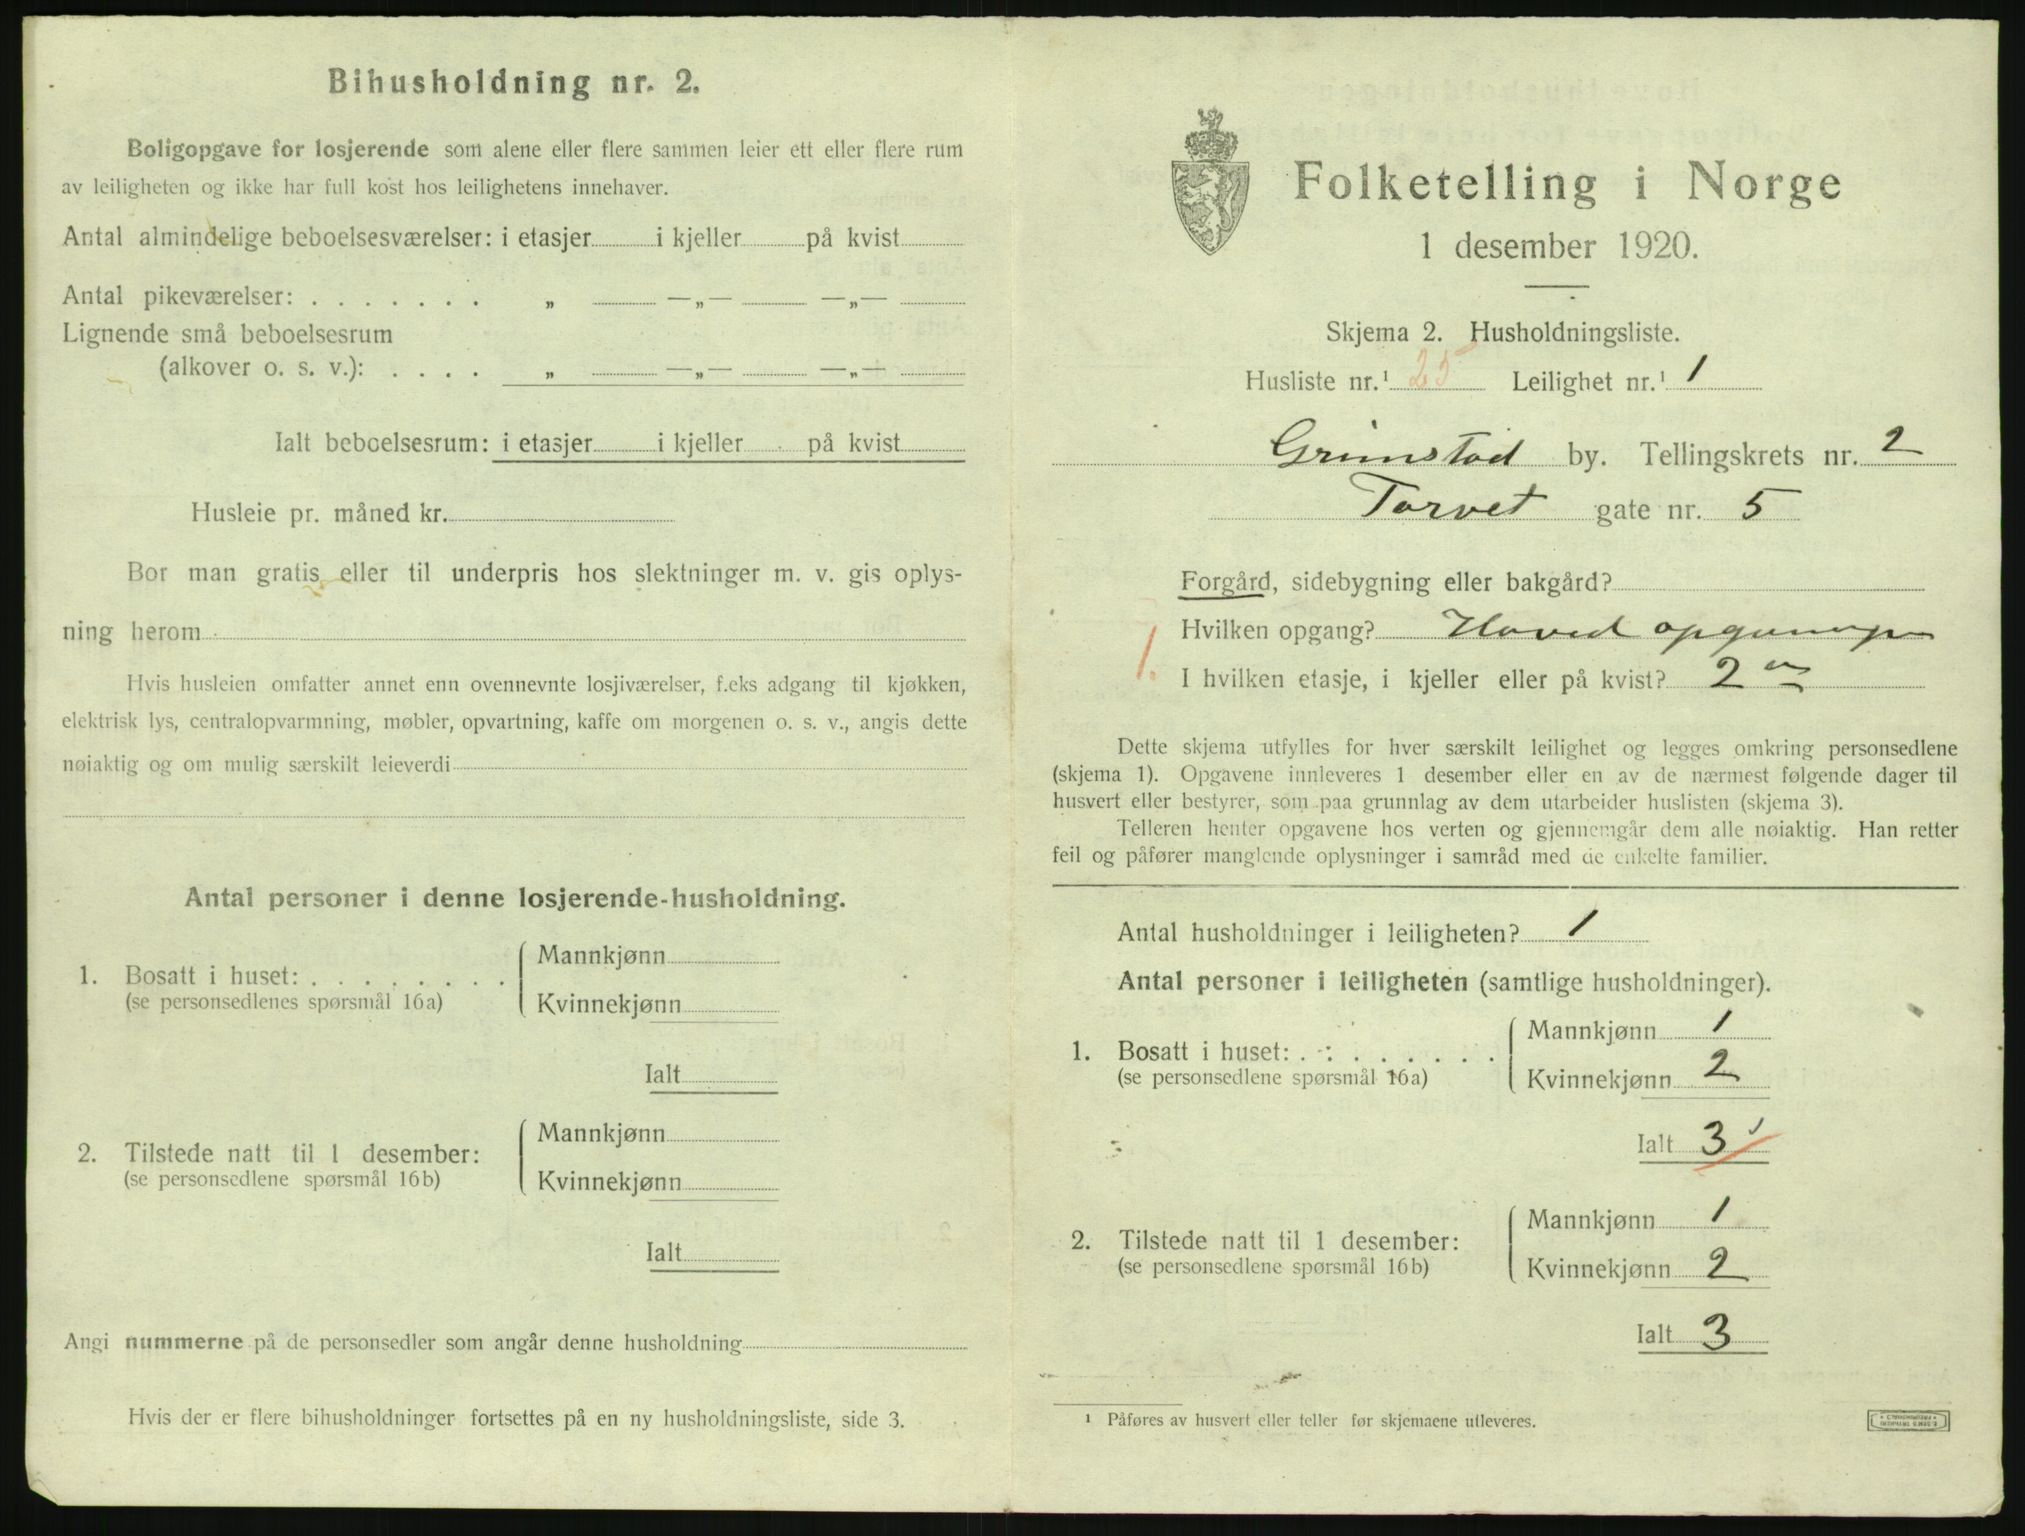 Bihusholdning nr. 2.
Boligopgave for losjerende som alene eller flere sammen leier ett eller flere rum
av leiligheten og ikke har full kost hos leilighetens innehaver.
Antal almindelige beboelsesværelser: i etasjer i kjeller på kvist
Antal pikeværelser: . . . . . . . „ —„— —„—
Lignende små beboelsesrum
(alkover o. s. v.): . . . . „ —„— —„—
Ialt beboelsesrum: i etasjer i kjeller på kvist
Husleie pr. måned kr.
Bor man gratis eller til underpris hos slektninger m. v. gis oplys-
ning herom
Hvis husleien omfatter annet enn ovennevnte losjiværelser, f.eks adgang til kjøkken,
elektrisk lys, centralopvarmning, møbler, opvartning, kaffe om morgenen o. s. v., angis dette
nøiaktig og om mulig særskilt leieverdi
Antal personer i denne losjerende-husholdning.
1. Bosatt i huset: . . . . . . . . Mannkjønn
(se personsedlenes spørsmål 16a) Kvinnekjønn
Ialt
2. Tilstede natt til 1 desember: Mannkjønn
(se personsedlene spørsmål 16b) Kvinnekjønn
Ialt
Angi nummerne på de personsedler som angår denne husholdning
Hvis der er flere bihusholdninger fortsettes på en ny husholdningsliste, side 3.
Folketelling i Norge
1 desember 1920.
Skjema 2. Husholdningsliste.
Husliste nr.¹ 25 Leilighet nr.¹ 1
Grimstad by. Tellingskrets nr. 2
Torvet gate nr. 5
Forgård, sidebygning eller bakgård?
Hvilken opgang? Hoved opgang
1.
I hvilken etasje, i kjeller eller på kvist? 2
Dette skjema utfylles for hver særskilt leilighet og legges omkring personsedlene
(skjema 1). Opgavene innleveres 1 desember eller en av de nærmest følgende dager til
husvert eller bestyrer, som paa grunnlag av dem utarbeider huslisten (skjema 3).
Telleren henter opgavene hos verten og gjennemgår dem alle nøiaktig. Han retter
feil og påfører manglende oplysninger i samråd med de enkelte familier.
Antal husholdninger i leiligheten? 1
Antal personer i leiligheten (samtlige husholdninger).
1. Bosatt i huset: . . . . . . . . Mannkjønn 1
(se personsedlene spørsmål 16a) Kvinnekjønn 2
Ialt 3
2. Tilstede natt til 1 desember: Mannkjønn 1
(se personsedlene spørsmål 16b) Kvinnekjønn 2
Ialt 3
¹ Påføres av husvert eller teller før skjemaene utleveres.